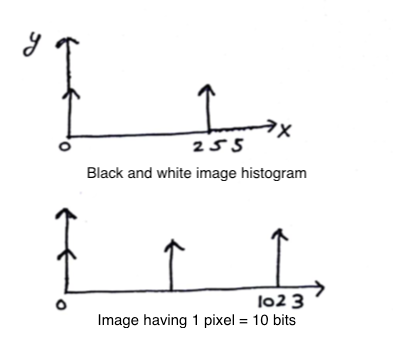 y
x
0
255
Black and white image histogram
0
1023
Image having 1 pixel = 10 bits